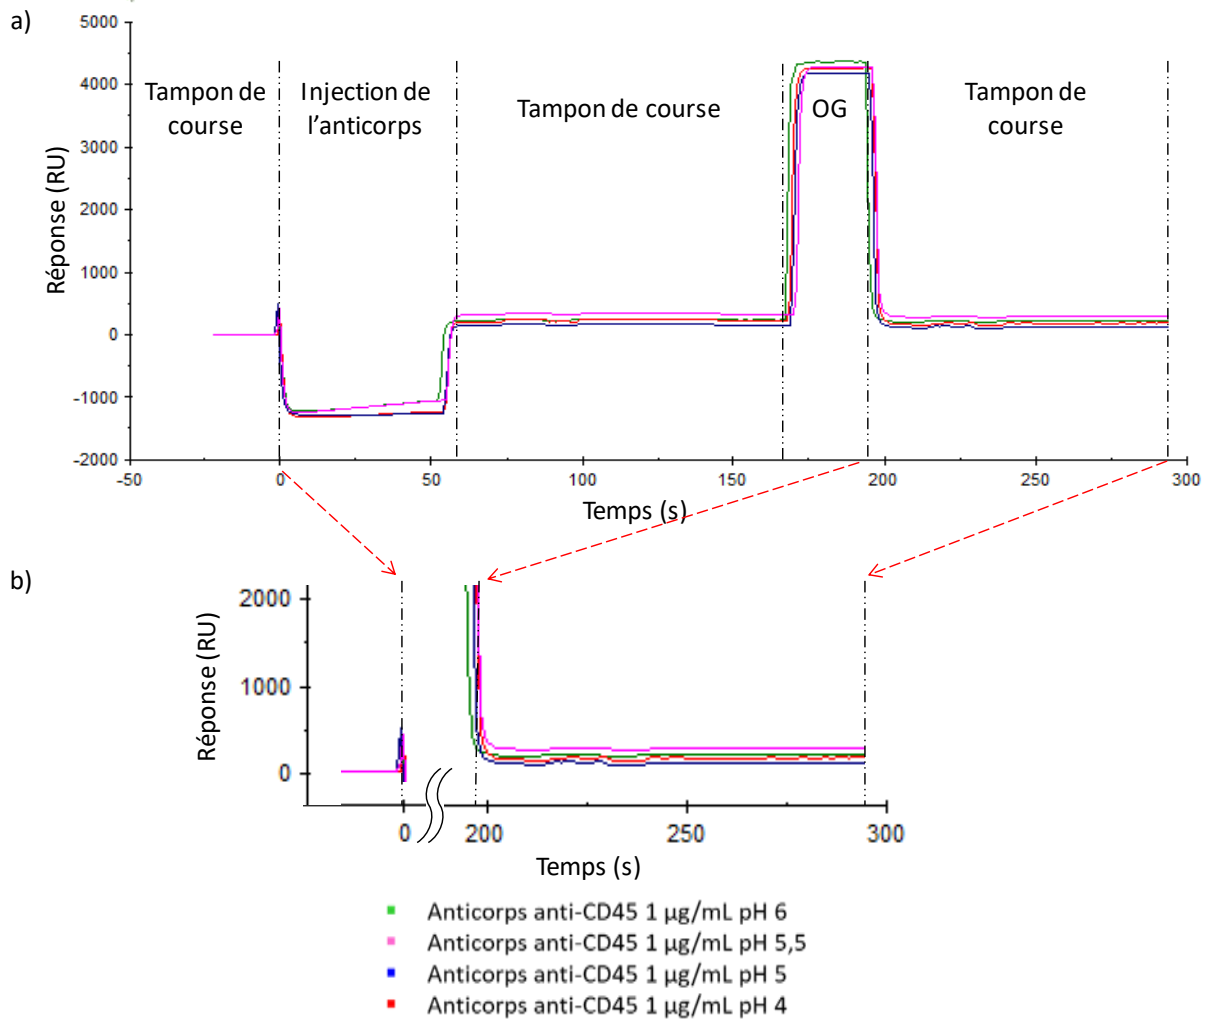 a)
5000
4000
3000
2000
1000
0
-1000
-2000
Réponse (RU)
Tampon de
course
Injection de
l’anticorps
Tampon de course
OG
Tampon de
course
-50
0
50
100
150
200
250
300
Temps (s)
b)
2000
1000
0
Réponse (RU)
0
200
250
300
Temps (s)
Anticorps anti-CD45 1 µg/mL pH 6
Anticorps anti-CD45 1 µg/mL pH 5,5
Anticorps anti-CD45 1 µg/mL pH 5
Anticorps anti-CD45 1 µg/mL pH 4